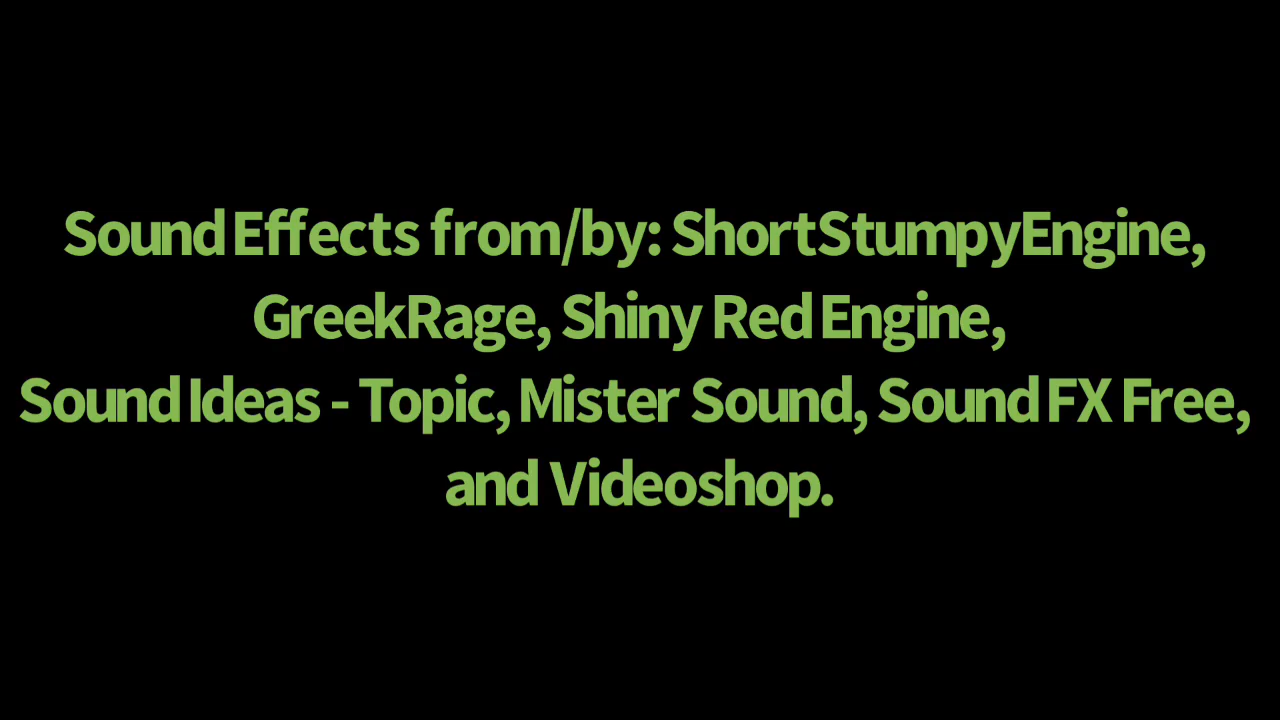 Sound Effects from/by: ShortStumpyEngine,
GreekRage, Shiny Red Engine,
Sound Ideas - Topic, Mister Sound, Sound FX Free,
and Videoshop.